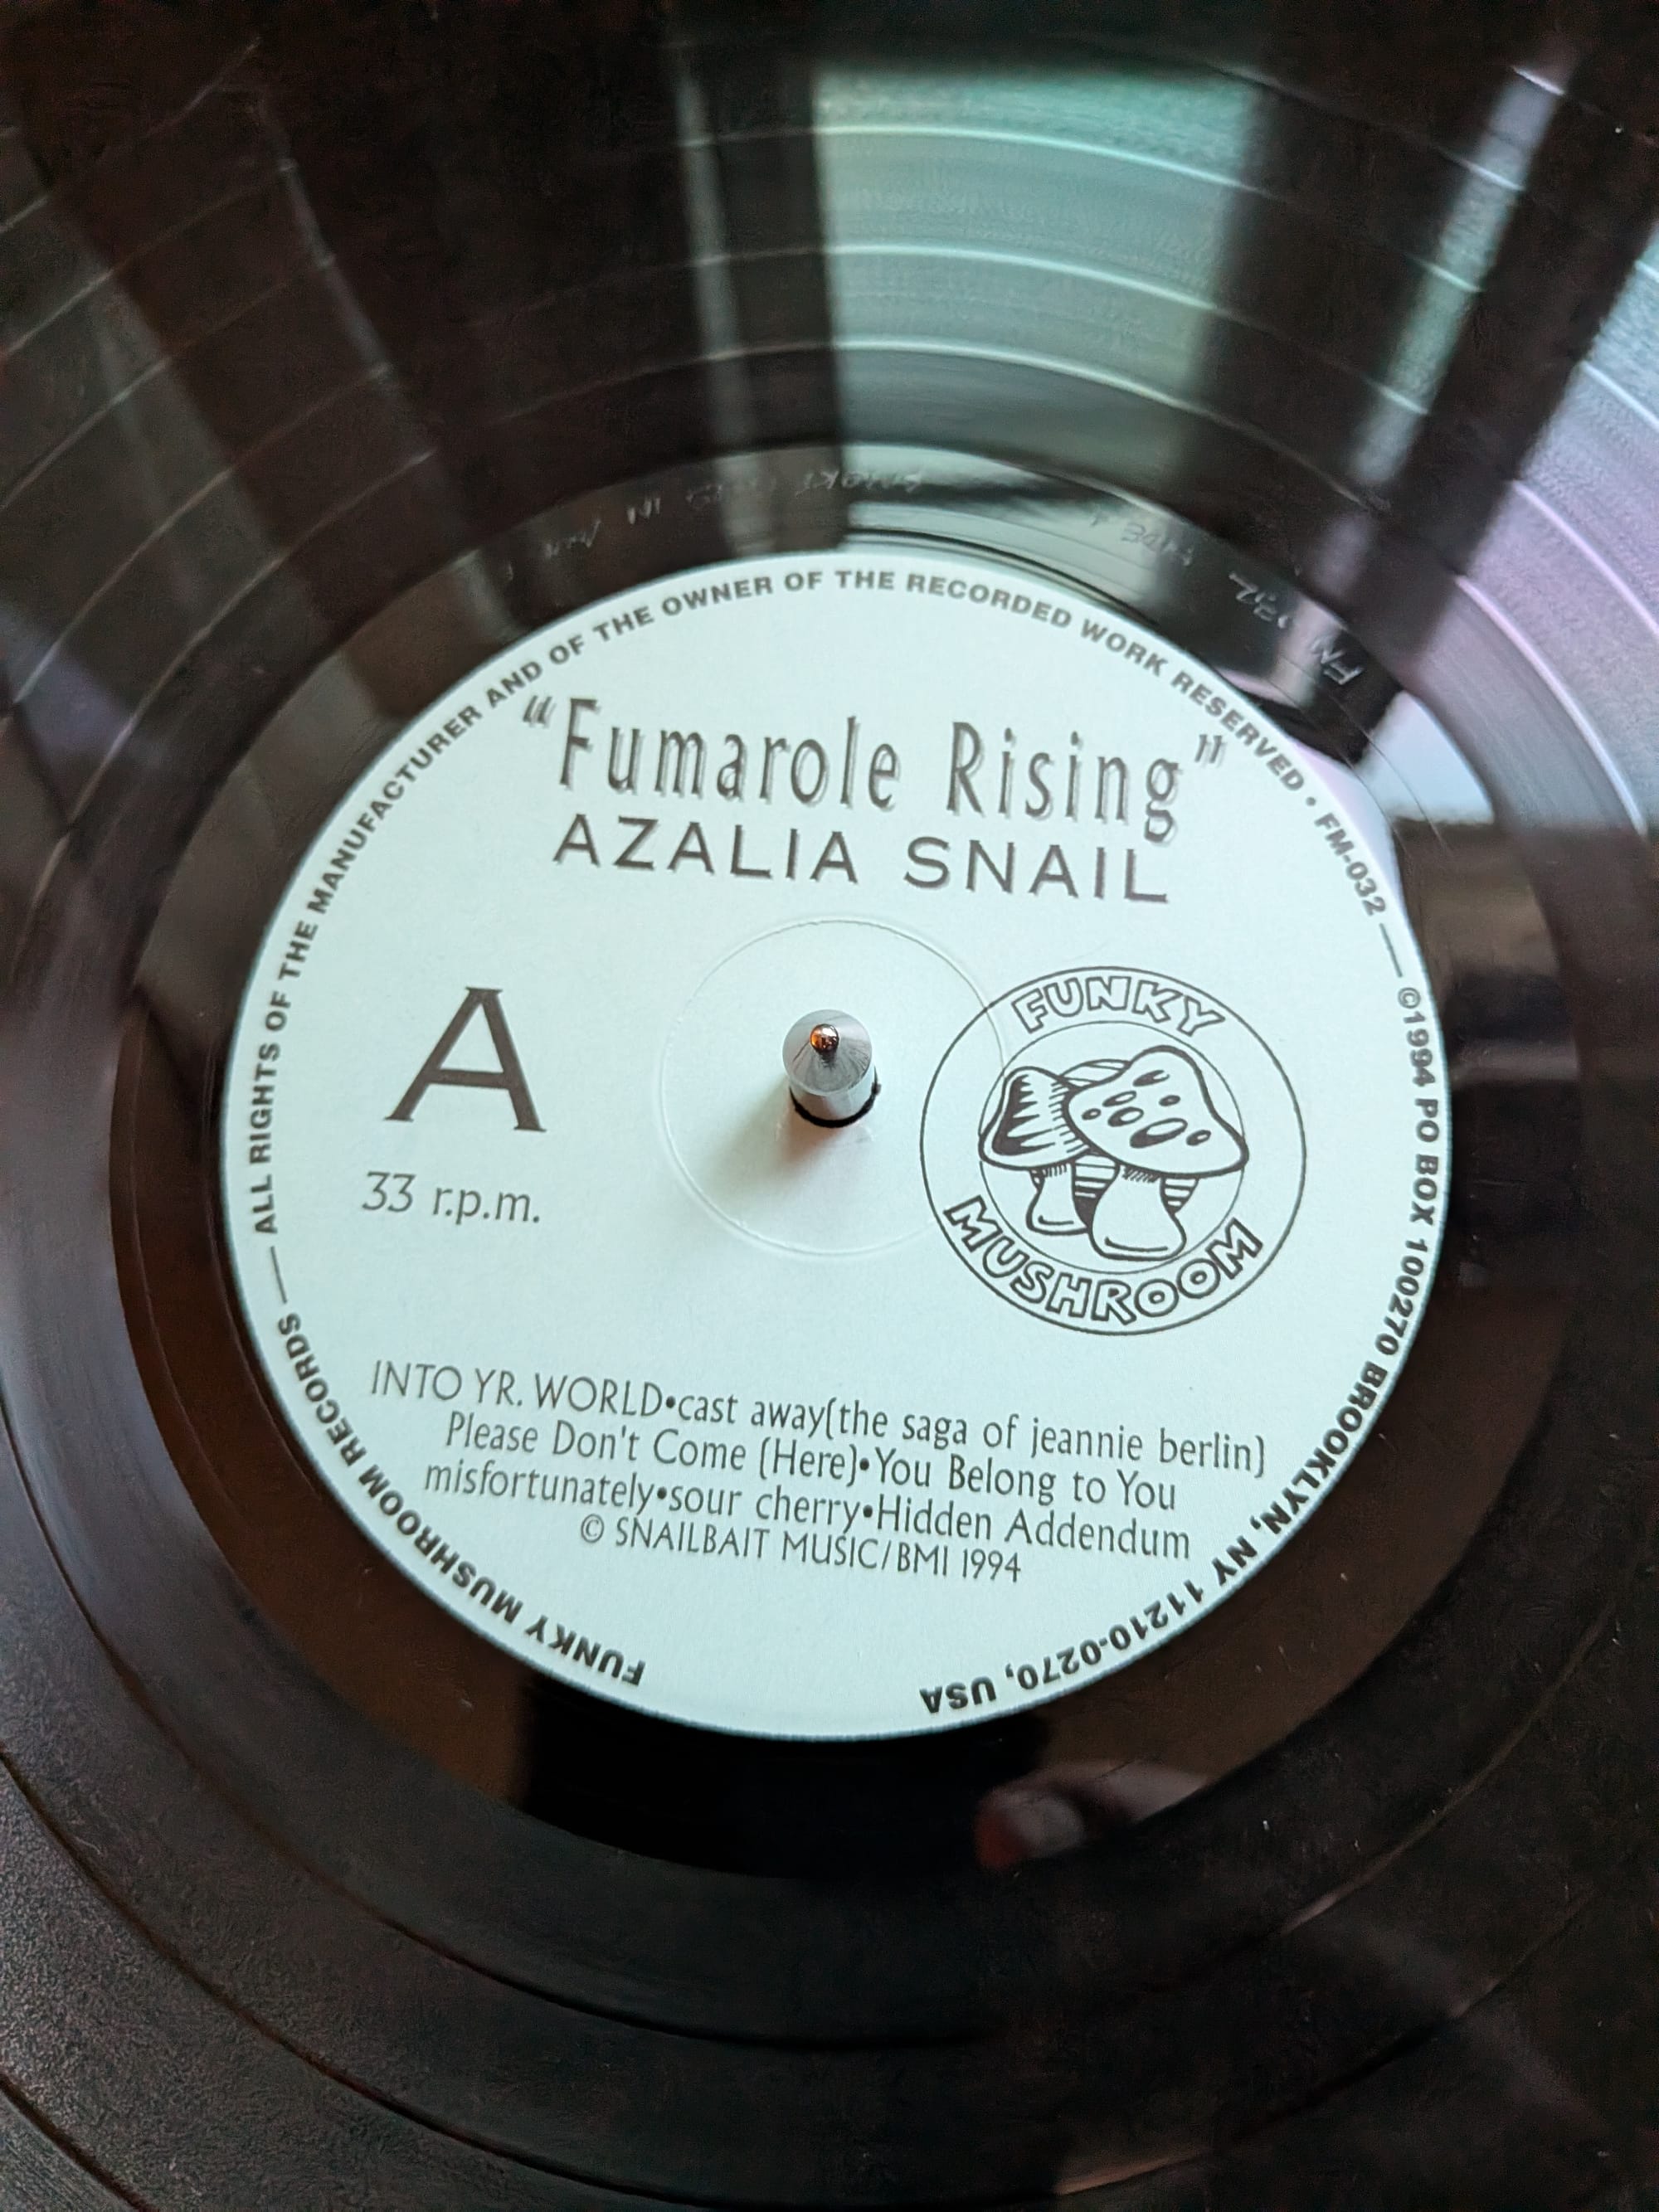 "Fumarole Rising"
AZALIA SNAIL
A
33 r.p.m.
FUNKY
MUSHROOM
INTO YR. WORLD•cast away(the saga of jeannie berlin)
Please Don't Come (Here)•You Belong to You
misfortunately•sour cherry•Hidden Addendum
© SNAILBAIT MUSIC/BMI 1994
FUNKY MUSHROOM RECORDS — ALL RIGHTS OF THE MANUFACTURER AND OF THE OWNER OF THE RECORDED WORK RESERVED • FM-032 — ©1994 PO BOX 100270 BROOKLYN, NY 11210-0270, USA